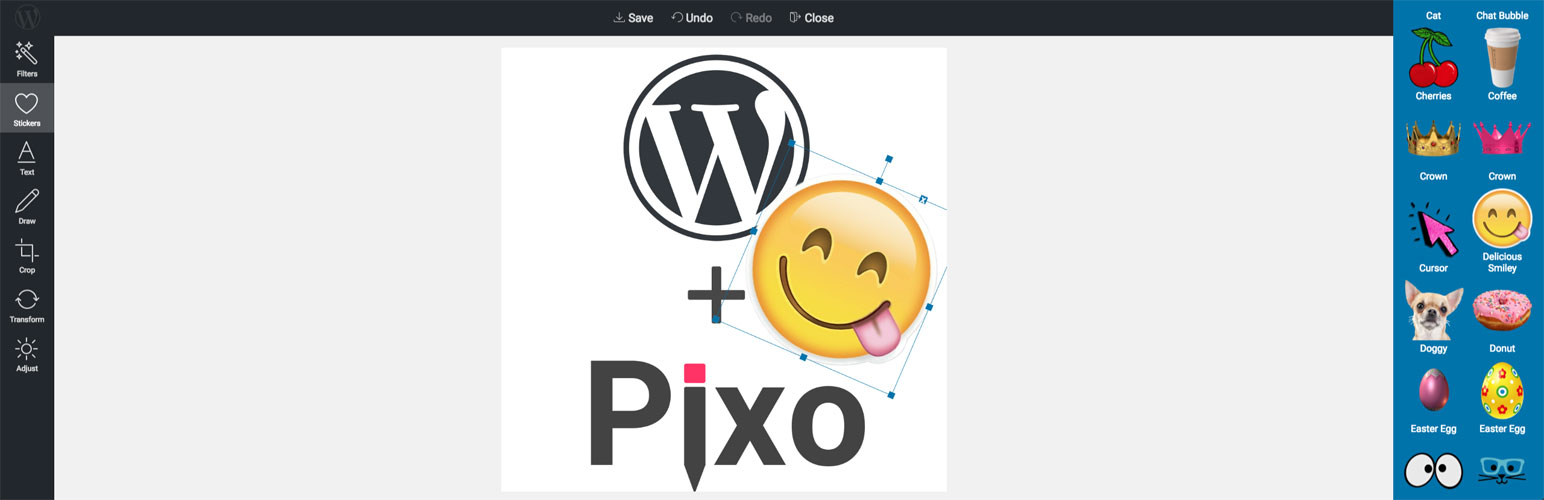 Save Undo Redo Close
Filters
Stickers
Text
Draw
Crop
Transform
Adjust
W
+
Pixo
Cat Chat Bubble
Cherries Coffee
Crown Crown
Cursor Delicious
Smiley
Doggy Donut
Easter Egg Easter Egg